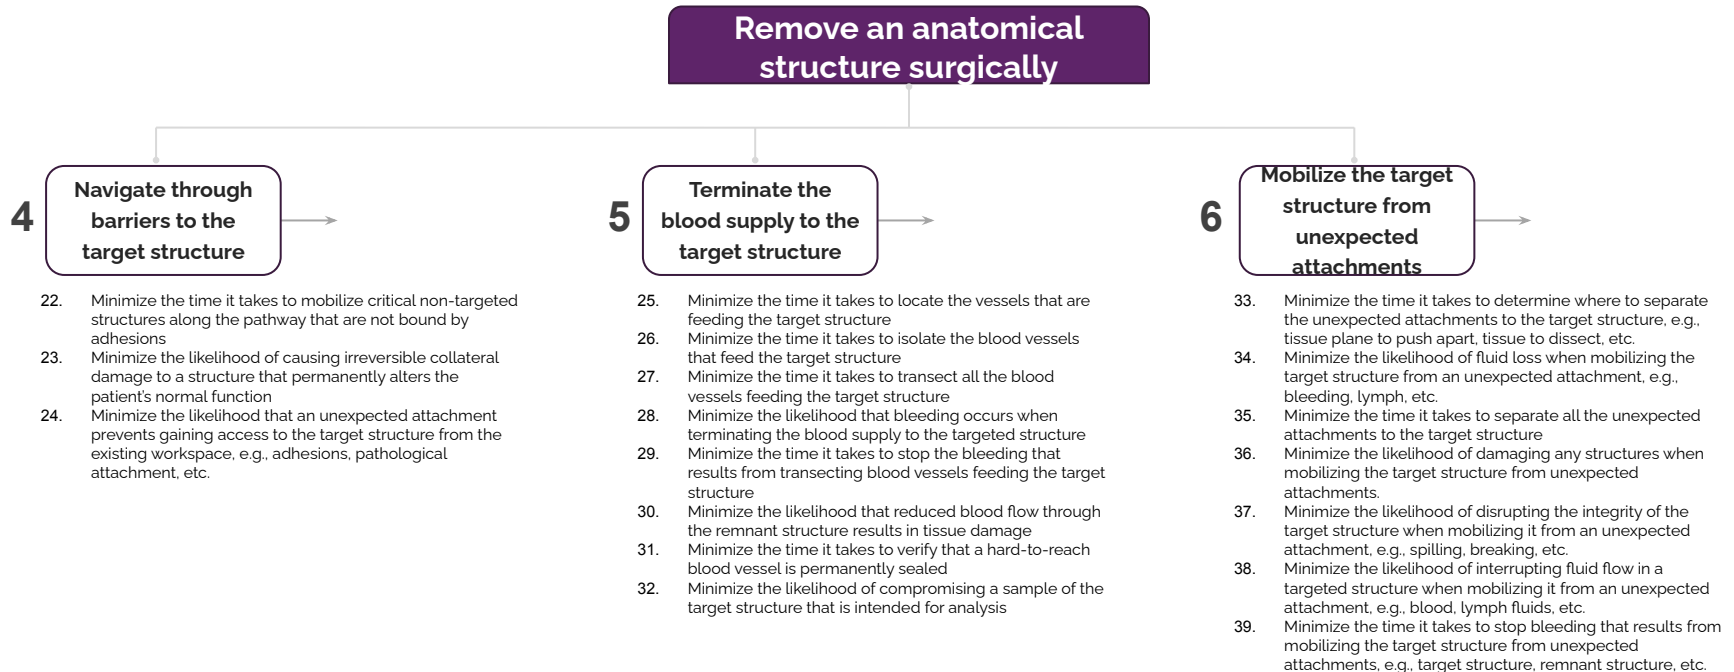 Remove an anatomical
structure surgically
4
Navigate through
barriers to the
target structure
22. Minimize the time it takes to mobilize critical non-targeted
structures along the pathway that are not bound by
adhesions
23. Minimize the likelihood of causing irreversible collateral
damage to a structure that permanently alters the
patient's normal function
24. Minimize the likelihood that an unexpected attachment
prevents gaining access to the target structure from the
existing workspace, e.g., adhesions, pathological
attachment, etc.
5
Terminate the
blood supply to the
target structure
25. Minimize the time it takes to locate the vessels that are
feeding the target structure
26. Minimize the time it takes to isolate the blood vessels
that feed the target structure
27. Minimize the time it takes to transect all the blood
vessels feeding the target structure
28. Minimize the likelihood that bleeding occurs when
terminating the blood supply to the targeted structure
29. Minimize the time it takes to stop the bleeding that
results from transecting blood vessels feeding the target
structure
30. Minimize the likelihood that reduced blood flow through
the remnant structure results in tissue damage
31. Minimize the time it takes to verify that a hard-to-reach
blood vessel is permanently sealed
32. Minimize the likelihood of compromising a sample of the
target structure that is intended for analysis
6
Mobilize the target
structure from
unexpected
attachments
33. Minimize the time it takes to determine where to separate
the unexpected attachments to the target structure, e.g.,
tissue plane to push apart, tissue to dissect, etc.
34. Minimize the likelihood of fluid loss when mobilizing the
target structure from an unexpected attachment, e.g.,
bleeding, lymph, etc.
35. Minimize the time it takes to separate all the unexpected
attachments to the target structure
36. Minimize the likelihood of damaging any structures when
mobilizing the target structure from unexpected
attachments.
37. Minimize the likelihood of disrupting the integrity of the
target structure when mobilizing it from an unexpected
attachment, e.g., spilling, breaking, etc.
38. Minimize the likelihood of interrupting fluid flow in a
targeted structure when mobilizing it from an unexpected
attachment, e.g., blood, lymph fluids, etc.
39. Minimize the time it takes to stop bleeding that results from
mobilizing the target structure from unexpected
attachments, e.g., target structure, remnant structure, etc.